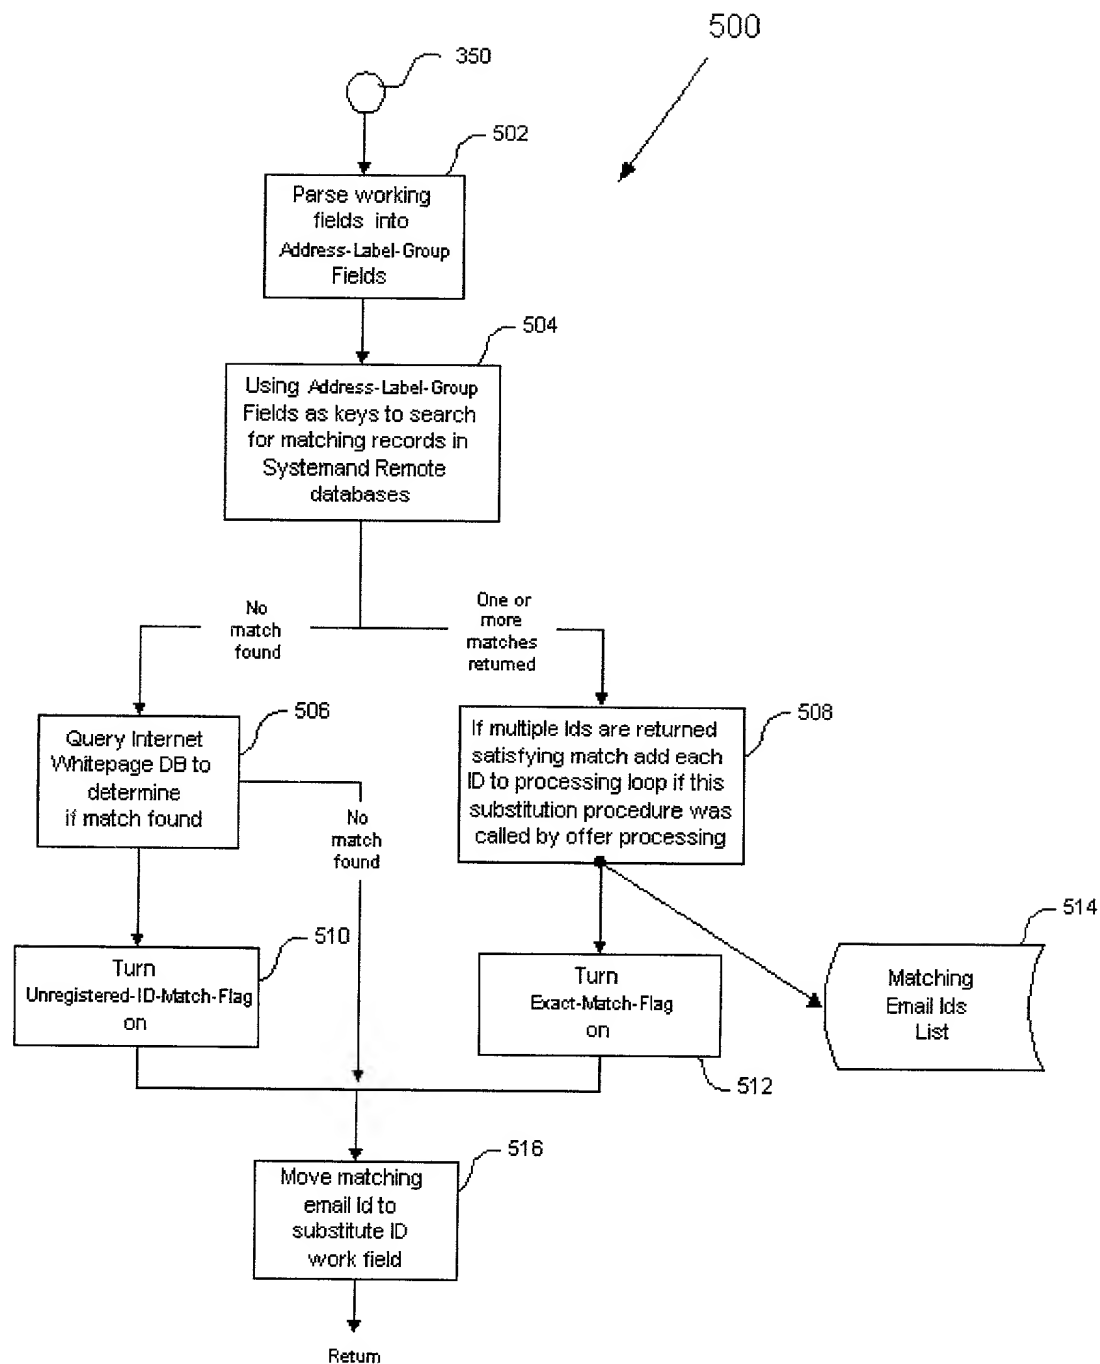 500
350
502
Parse working
fields into
Address-Label-Group
Fields
504
Using Address-Label-Group
Fields as keys to search
for matching records in
Systemand Remote
databases
No
match
found
One or
more
matches
returned
506
Query Internet
Whitepage DB to
determine
if match found
No
match
found
508
If multiple Ids are returned
satisfying match add each
ID to processing loop if this
substitution procedure was
called by offer processing
510
Turn
Unregistered-ID-Match-Flag
on
Turn
Exact-Match-Flag
on
512
514
Matching
Email Ids
List
516
Move matching
email Id to
substitute ID
work field
Return